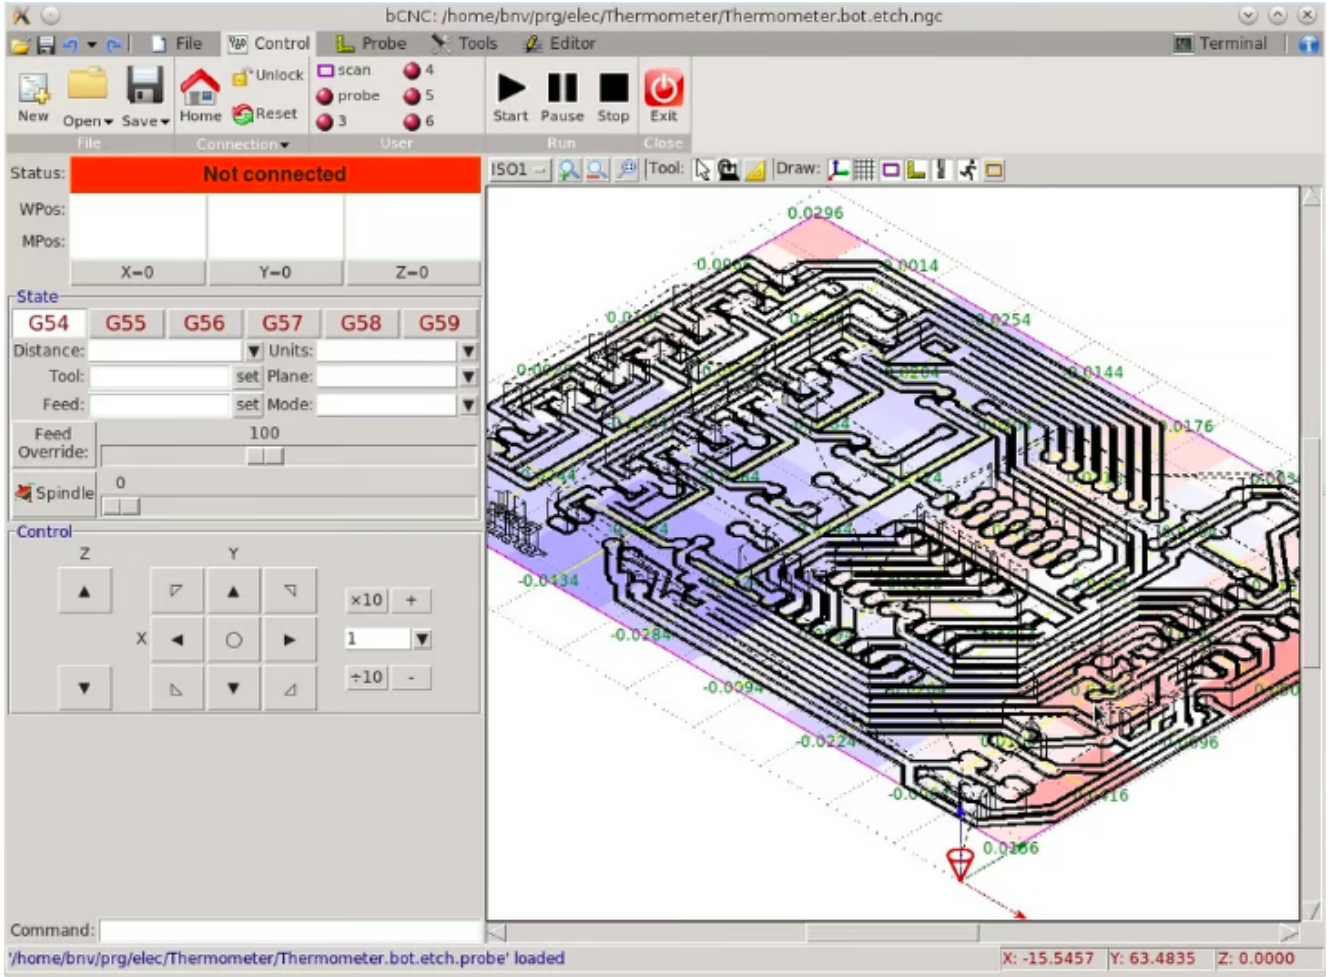 bCNC: /home/bnv/prg/elec/Thermometer/Thermometer.bot.etch.ngc
File Control Probe Tools Editor Terminal
New Open Save Home Unlock Reset scan probe 3 4 5 6 Start Pause Stop Exit
File Connection User Run Close
Status: Not connected
ISO1 Tool: Draw:
WPos:
MPos:
X=0 Y=0 Z=0
State
G54 G55 G56 G57 G58 G59
Distance: Units:
Tool: set Plane:
Feed: set Mode:
Feed Override: 100
Spindle 0
Control
Z Y
×10 +
X 1
÷10 -
0.0296
0.0014
0.0254
0.0144
0.0176
-0.0134
-0.0284
-0.0094
-0.0224
Command:
'/home/bnv/prg/elec/Thermometer/Thermometer.bot.etch.probe' loaded
X: -15.5457 Y: 63.4835 Z: 0.0000